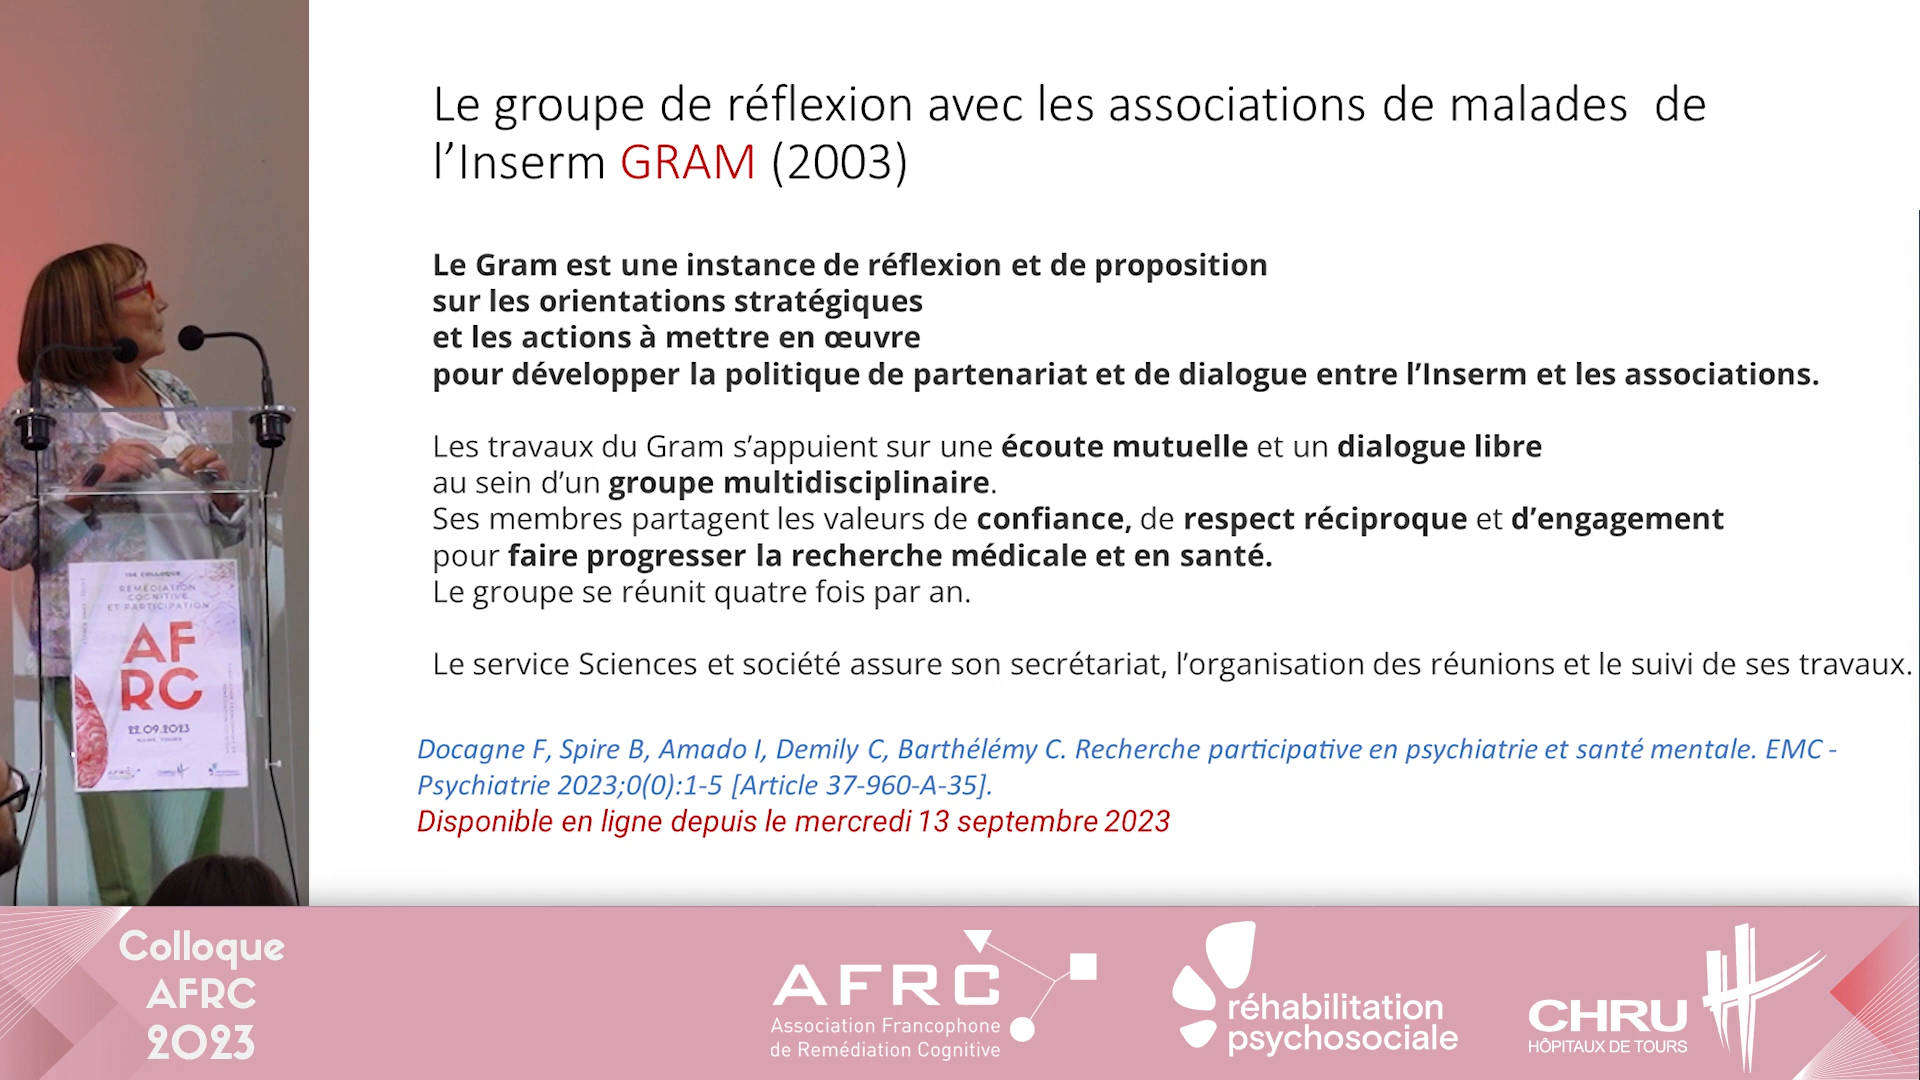 Le groupe de réflexion avec les associations de malades  de
l’Inserm GRAM (2003)
Le Gram est une instance de réflexion et de proposition
sur les orientations stratégiques
et les actions à mettre en œuvre
pour développer la politique de partenariat et de dialogue entre l’Inserm et les associations.
Les travaux du Gram s’appuient sur une écoute mutuelle et un dialogue libre
au sein d’un groupe multidisciplinaire.
Ses membres partagent les valeurs de confiance, de respect réciproque et d’engagement
pour faire progresser la recherche médicale et en santé.
Le groupe se réunit quatre fois par an.
Le service Sciences et société assure son secrétariat, l’organisation des réunions et le suivi de ses travaux.
Docagne F, Spire B, Amado I, Demily C, Barthélémy C. Recherche participative en psychiatrie et santé mentale. EMC -
Psychiatrie 2023;0(0):1-5 [Article 37-960-A-35].
Disponible en ligne depuis le mercredi 13 septembre 2023
COLLOQUE
REMÉDIATION
COGNITIVE
ET PARTICIPATION
AF
RC
22.09.2023
AFRC
CHRU
Colloque
AFRC
2023
AFRC
Association Francophone
de Remédiation Cognitive
réhabilitation
psychosociale
CHRU
HÔPITAUX DE TOURS